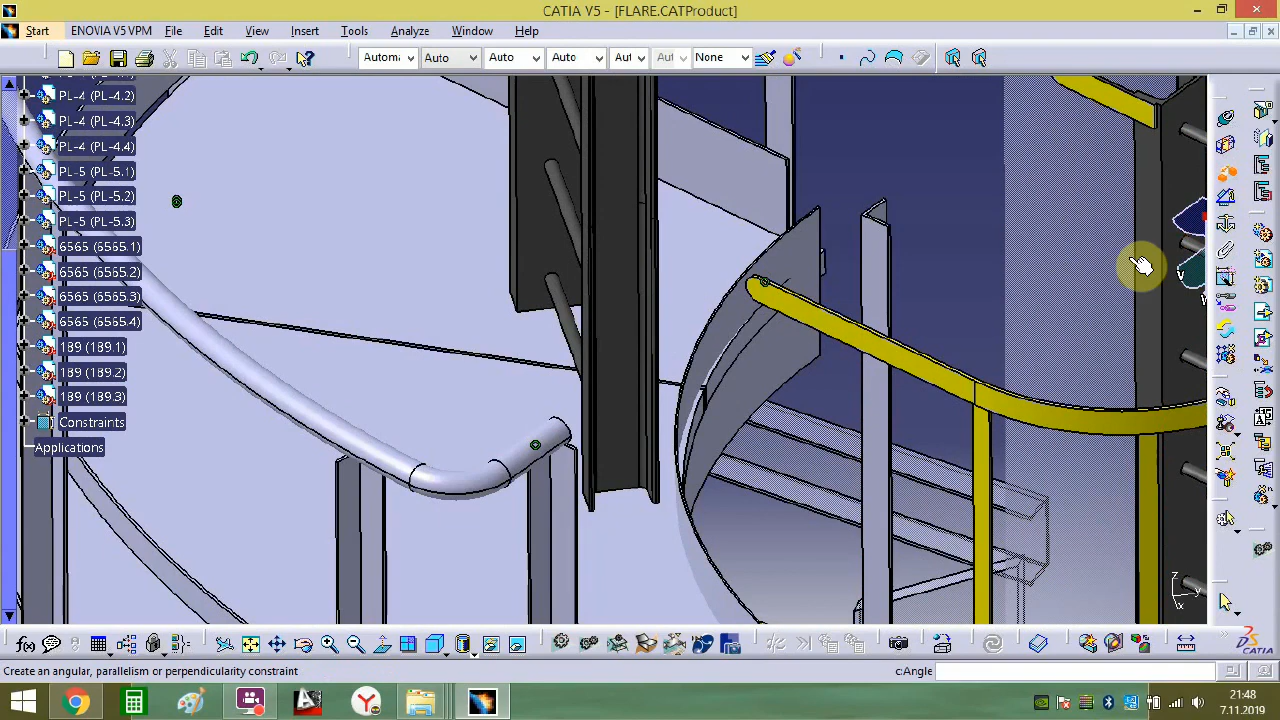 CATIA V5 - [FLARE.CATProduct]
Start ENOVIA V5 VPM File Edit View Insert Tools Analyze Window Help
Automa Auto Auto Auto Aut Aut None
PL-4 (PL-4.2)
PL-4 (PL-4.3)
PL-4 (PL-4.4)
PL-5 (PL-5.1)
PL-5 (PL-5.2)
PL-5 (PL-5.3)
6565 (6565.1)
6565 (6565.2)
6565 (6565.3)
6565 (6565.4)
189 (189.1)
189 (189.2)
189 (189.3)
Constraints
Applications
v
z
y
x
f(x)
CATIA
Create an angular, parallelism or perpendicularity constraint
c:Angle
21:48
7.11.2019